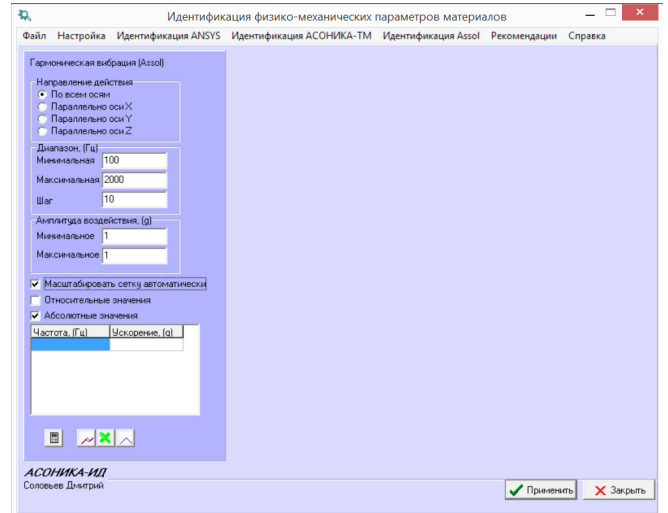 Идентификация физико-механических параметров материалов
Файл Настройка Идентификация ANSYS Идентификация АСОНИКА-ТМ Идентификация Assol Рекомендации Справка
Гармоническая вибрация (Assol)
Направление действия
По всем осям
Параллельно оси X
Параллельно оси Y
Параллельно оси Z
Диапазон, (Гц)
Минимальная 100
Максимальная 2000
Шаг 10
Амплитуда воздействия, (g)
Минимальное 1
Максимальное 1
Масштабировать сетку автоматически
Относительные значения
Абсолютные значения
Частота, (Гц) Ускорение, (g)
АСОНИКА-ИД
Соловьев Дмитрий
Применить Закрыть